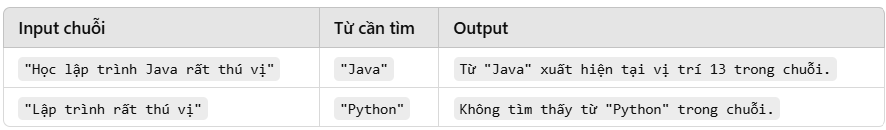 Input chuỗi Từ cần tìm Output
"Học lập trình Java rất thú vị" "Java" Từ "Java" xuất hiện tại vị trí 13 trong chuỗi.
"Lập trình rất thú vị" "Python" Không tìm thấy từ "Python" trong chuỗi.